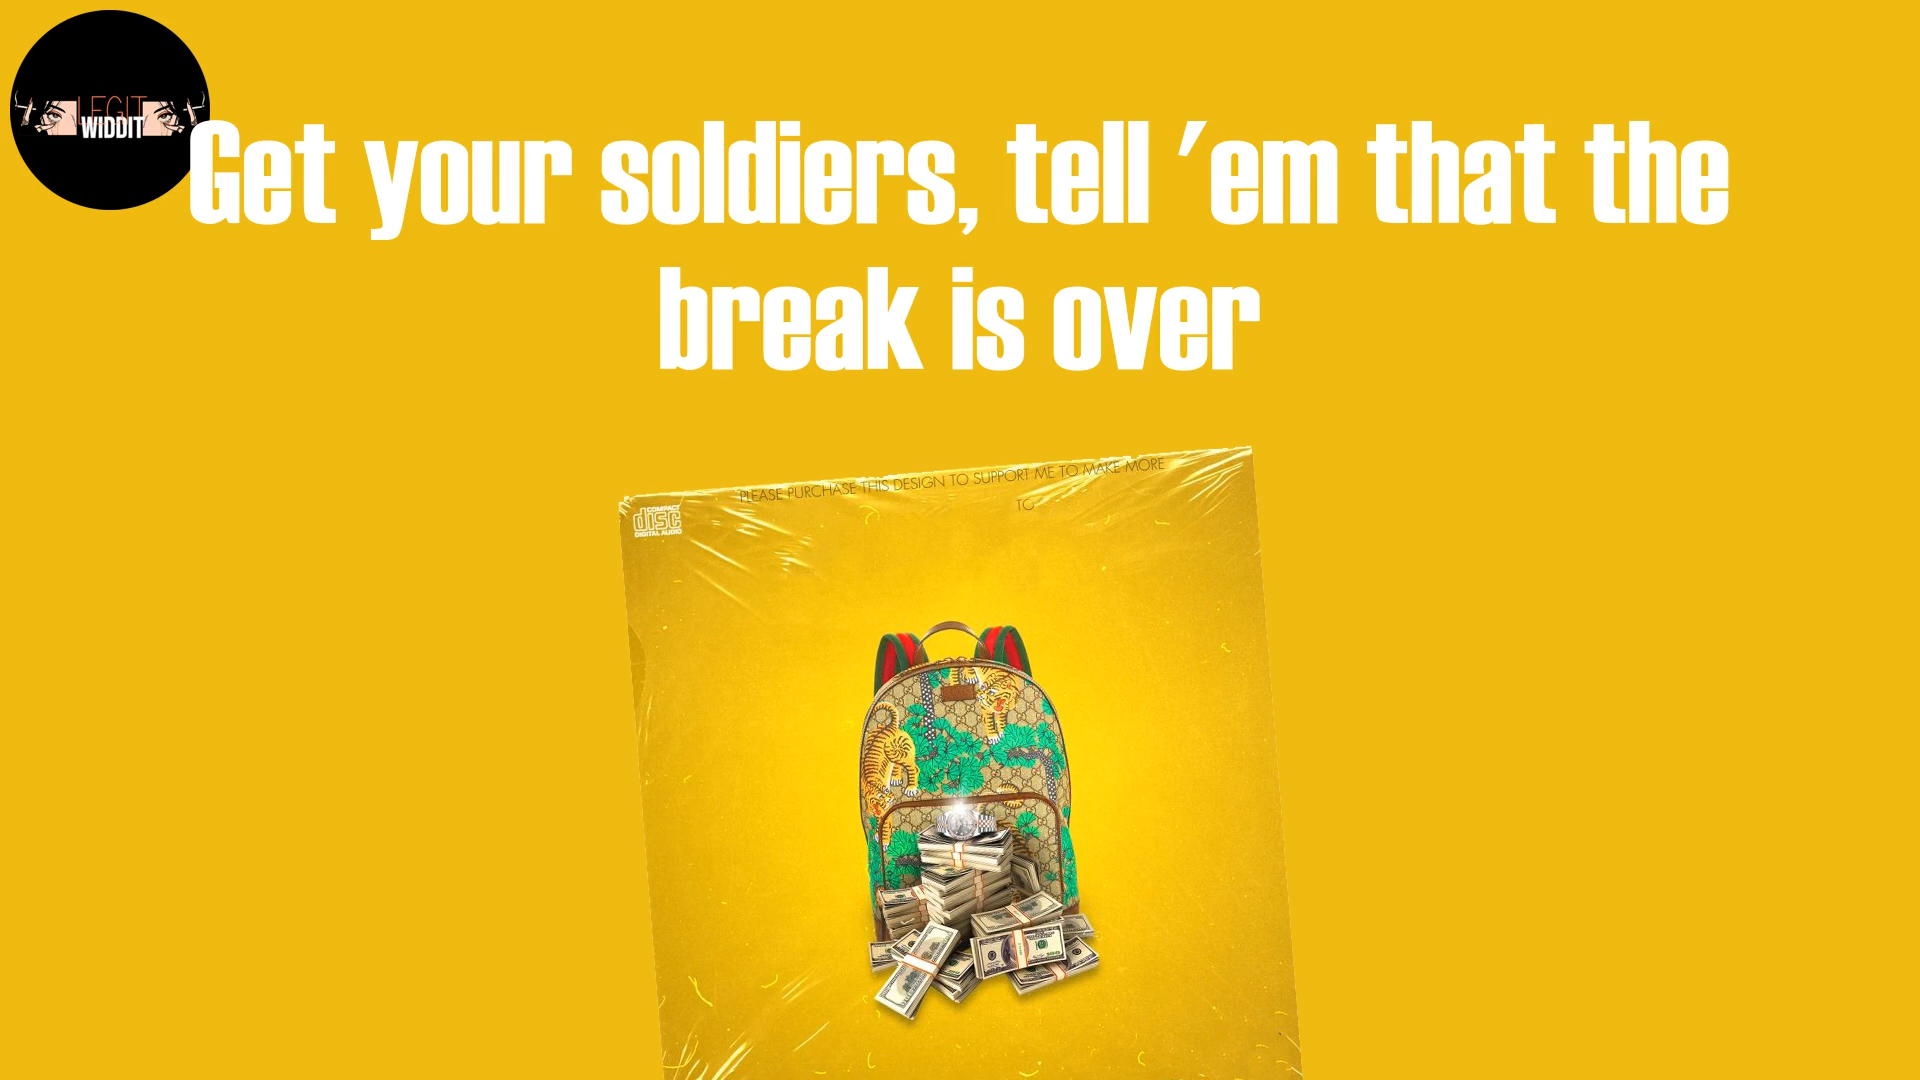 LEGIT
WIDDIT
Get your soldiers, tell 'em that the
break is over
PLEASE PURCHASE THIS DESIGN TO SUPPORT ME TO MAKE MORE
TO
COMPACT
disc
DIGITAL AUDIO